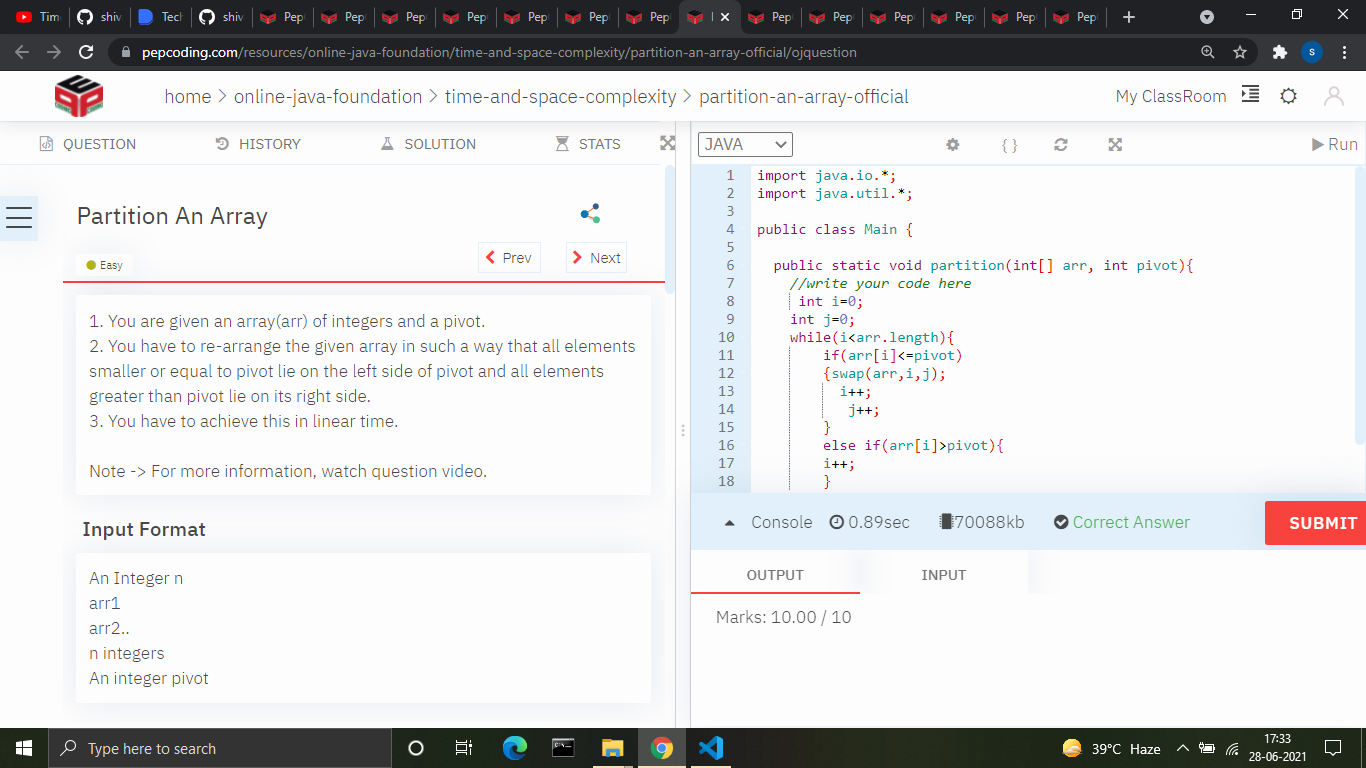 Tim
shiv
Tech
shiv
Pep
Pep
Pep
Pep
Pep
Pep
Pep
Pep
Pep
Pep
Pep
Pep
Pep
pepcoding.com/resources/online-java-foundation/time-and-space-complexity/partition-an-array-official/ojquestion
s
home > online-java-foundation > time-and-space-complexity > partition-an-array-official
My ClassRoom
QUESTION
HISTORY
SOLUTION
STATS
Partition An Array
Easy
Prev
Next
1. You are given an array(arr) of integers and a pivot.
2. You have to re-arrange the given array in such a way that all elements
smaller or equal to pivot lie on the left side of pivot and all elements
greater than pivot lie on its right side.
3. You have to achieve this in linear time.
Note -> For more information, watch question video.
Input Format
An Integer n
arr1
arr2..
n integers
An integer pivot
JAVA
{ }
Run
1 import java.io.*;
2 import java.util.*;
3
4 public class Main {
5
6 public static void partition(int[] arr, int pivot){
7 //write your code here
8 int i=0;
9 int j=0;
10 while(i<arr.length){
11 if(arr[i]<=pivot)
12 {swap(arr,i,j);
13 i++;
14 j++;
15 }
16 else if(arr[i]>pivot){
17 i++;
18 }
Console
0.89sec
70088kb
Correct Answer
SUBMIT
OUTPUT
INPUT
Marks: 10.00 / 10
Type here to search
39°C Haze
17:33
28-06-2021